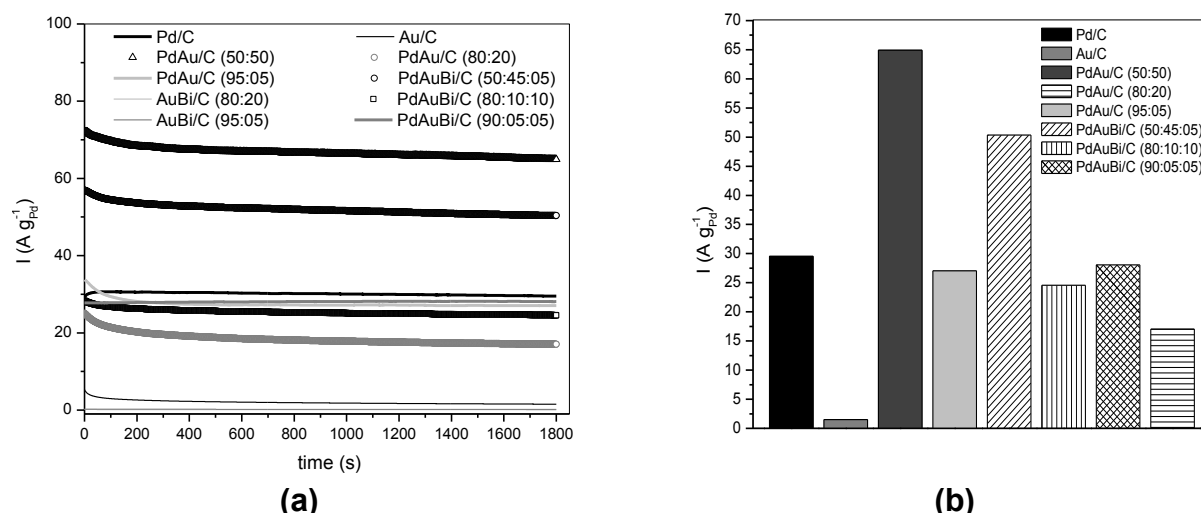 100
80
60
40
20
0
I (A g⁻¹Pd)
Pd/C
Au/C
PdAu/C (50:50)
PdAu/C (80:20)
PdAu/C (95:05)
PdAuBi/C (50:45:05)
AuBi/C (80:20)
PdAuBi/C (80:10:10)
AuBi/C (95:05)
PdAuBi/C (90:05:05)
0 200 400 600 800 1000 1200 1400 1600 1800
time (s)
(a)
70
65
60
55
50
45
40
35
30
25
20
15
10
5
0
I (A g⁻¹Pd)
Pd/C
Au/C
PdAu/C (50:50)
PdAu/C (80:20)
PdAu/C (95:05)
PdAuBi/C (50:45:05)
PdAuBi/C (80:10:10)
PdAuBi/C (90:05:05)
(b)